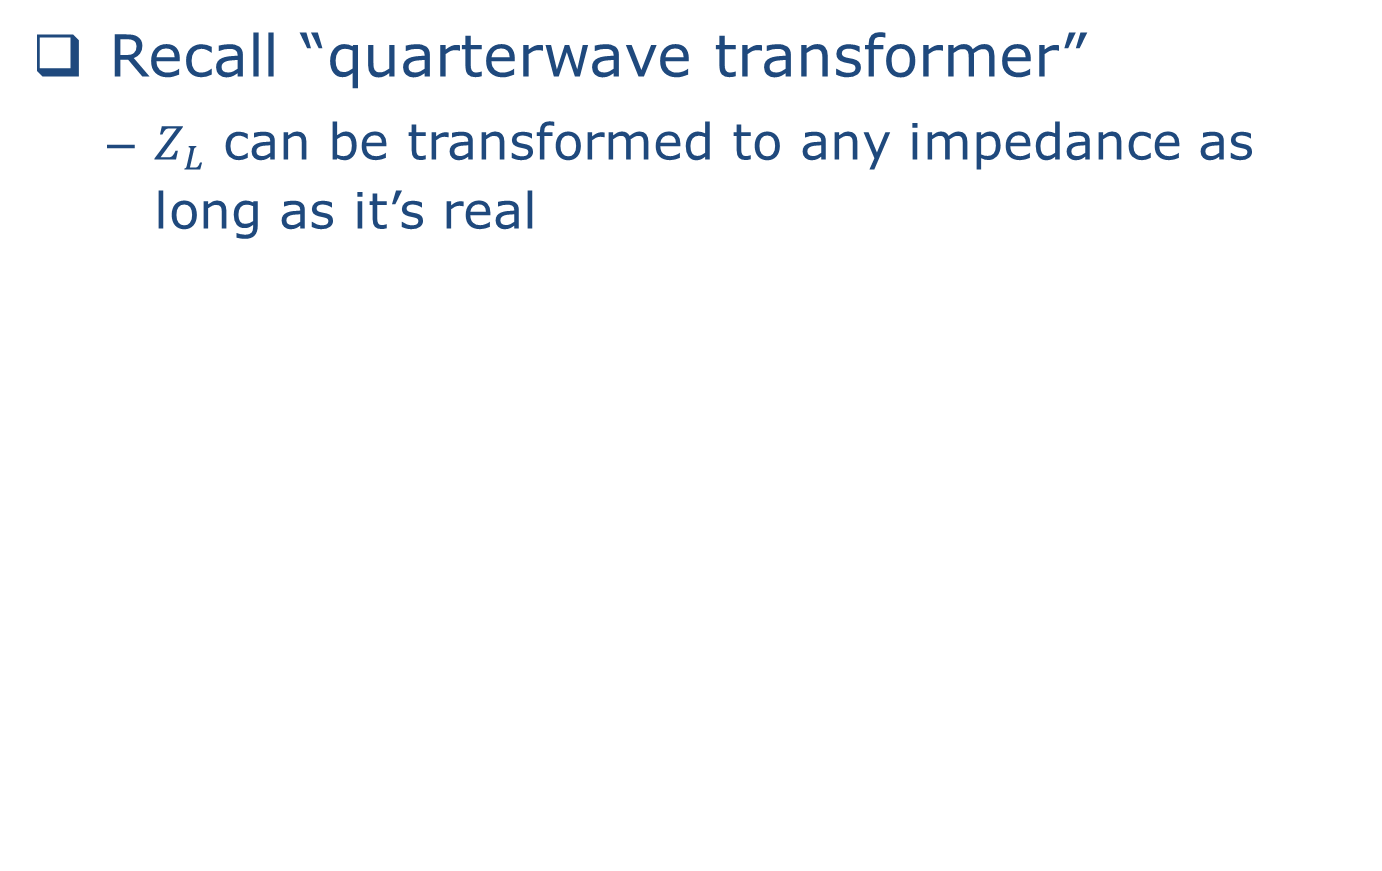 ❑ Recall “quarterwave transformer”
– Z_L can be transformed to any impedance as
long as it’s real